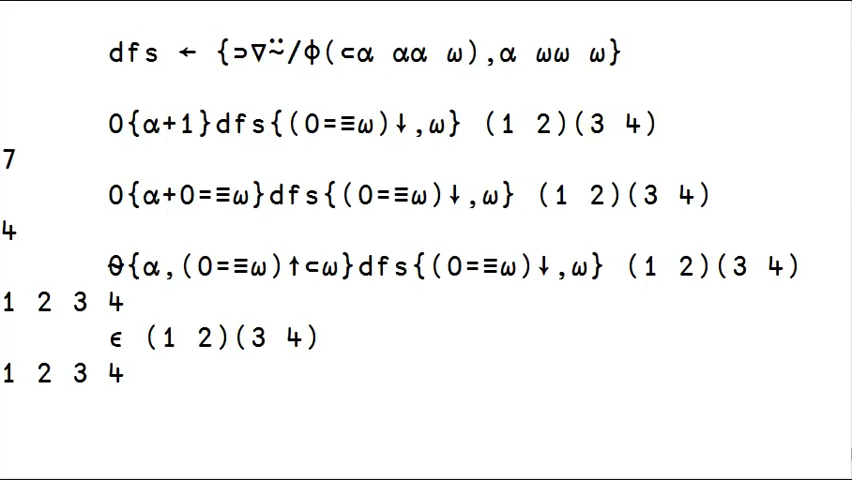 dfs ← {⊃∇⍨/⌽(⊂⍺ ⍺⍺ ⍵),⍺ ⍵⍵ ⍵}
0{⍺+1}dfs{(0=≡⍵)↓,⍵} (1 2)(3 4)
7
0{⍺+0=≡⍵}dfs{(0=≡⍵)↓,⍵} (1 2)(3 4)
4
⍬{⍺,(0=≡⍵)↑⊂⍵}dfs{(0=≡⍵)↓,⍵} (1 2)(3 4)
1 2 3 4
∊ (1 2)(3 4)
1 2 3 4